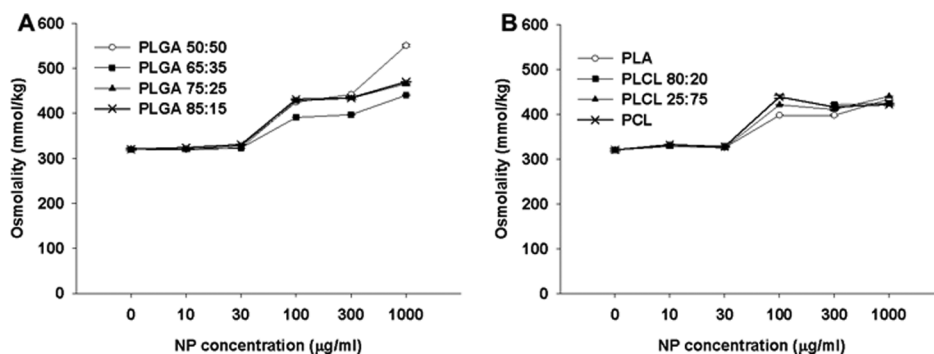 A
Osmolality (mmol/kg)
600
500
400
300
200
100
0
PLGA 50:50
PLGA 65:35
PLGA 75:25
PLGA 85:15
0 10 30 100 300 1000
NP concentration (µg/ml)
B
Osmolality (mmol/kg)
600
500
400
300
200
100
0
PLA
PLCL 80:20
PLCL 25:75
PCL
0 10 30 100 300 1000
NP concentration (µg/ml)